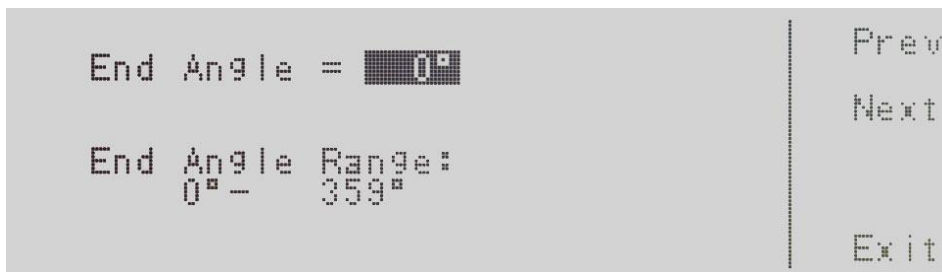 End Angle = 0°
End Angle Range:
0° – 359°
Prev
Next
Exit